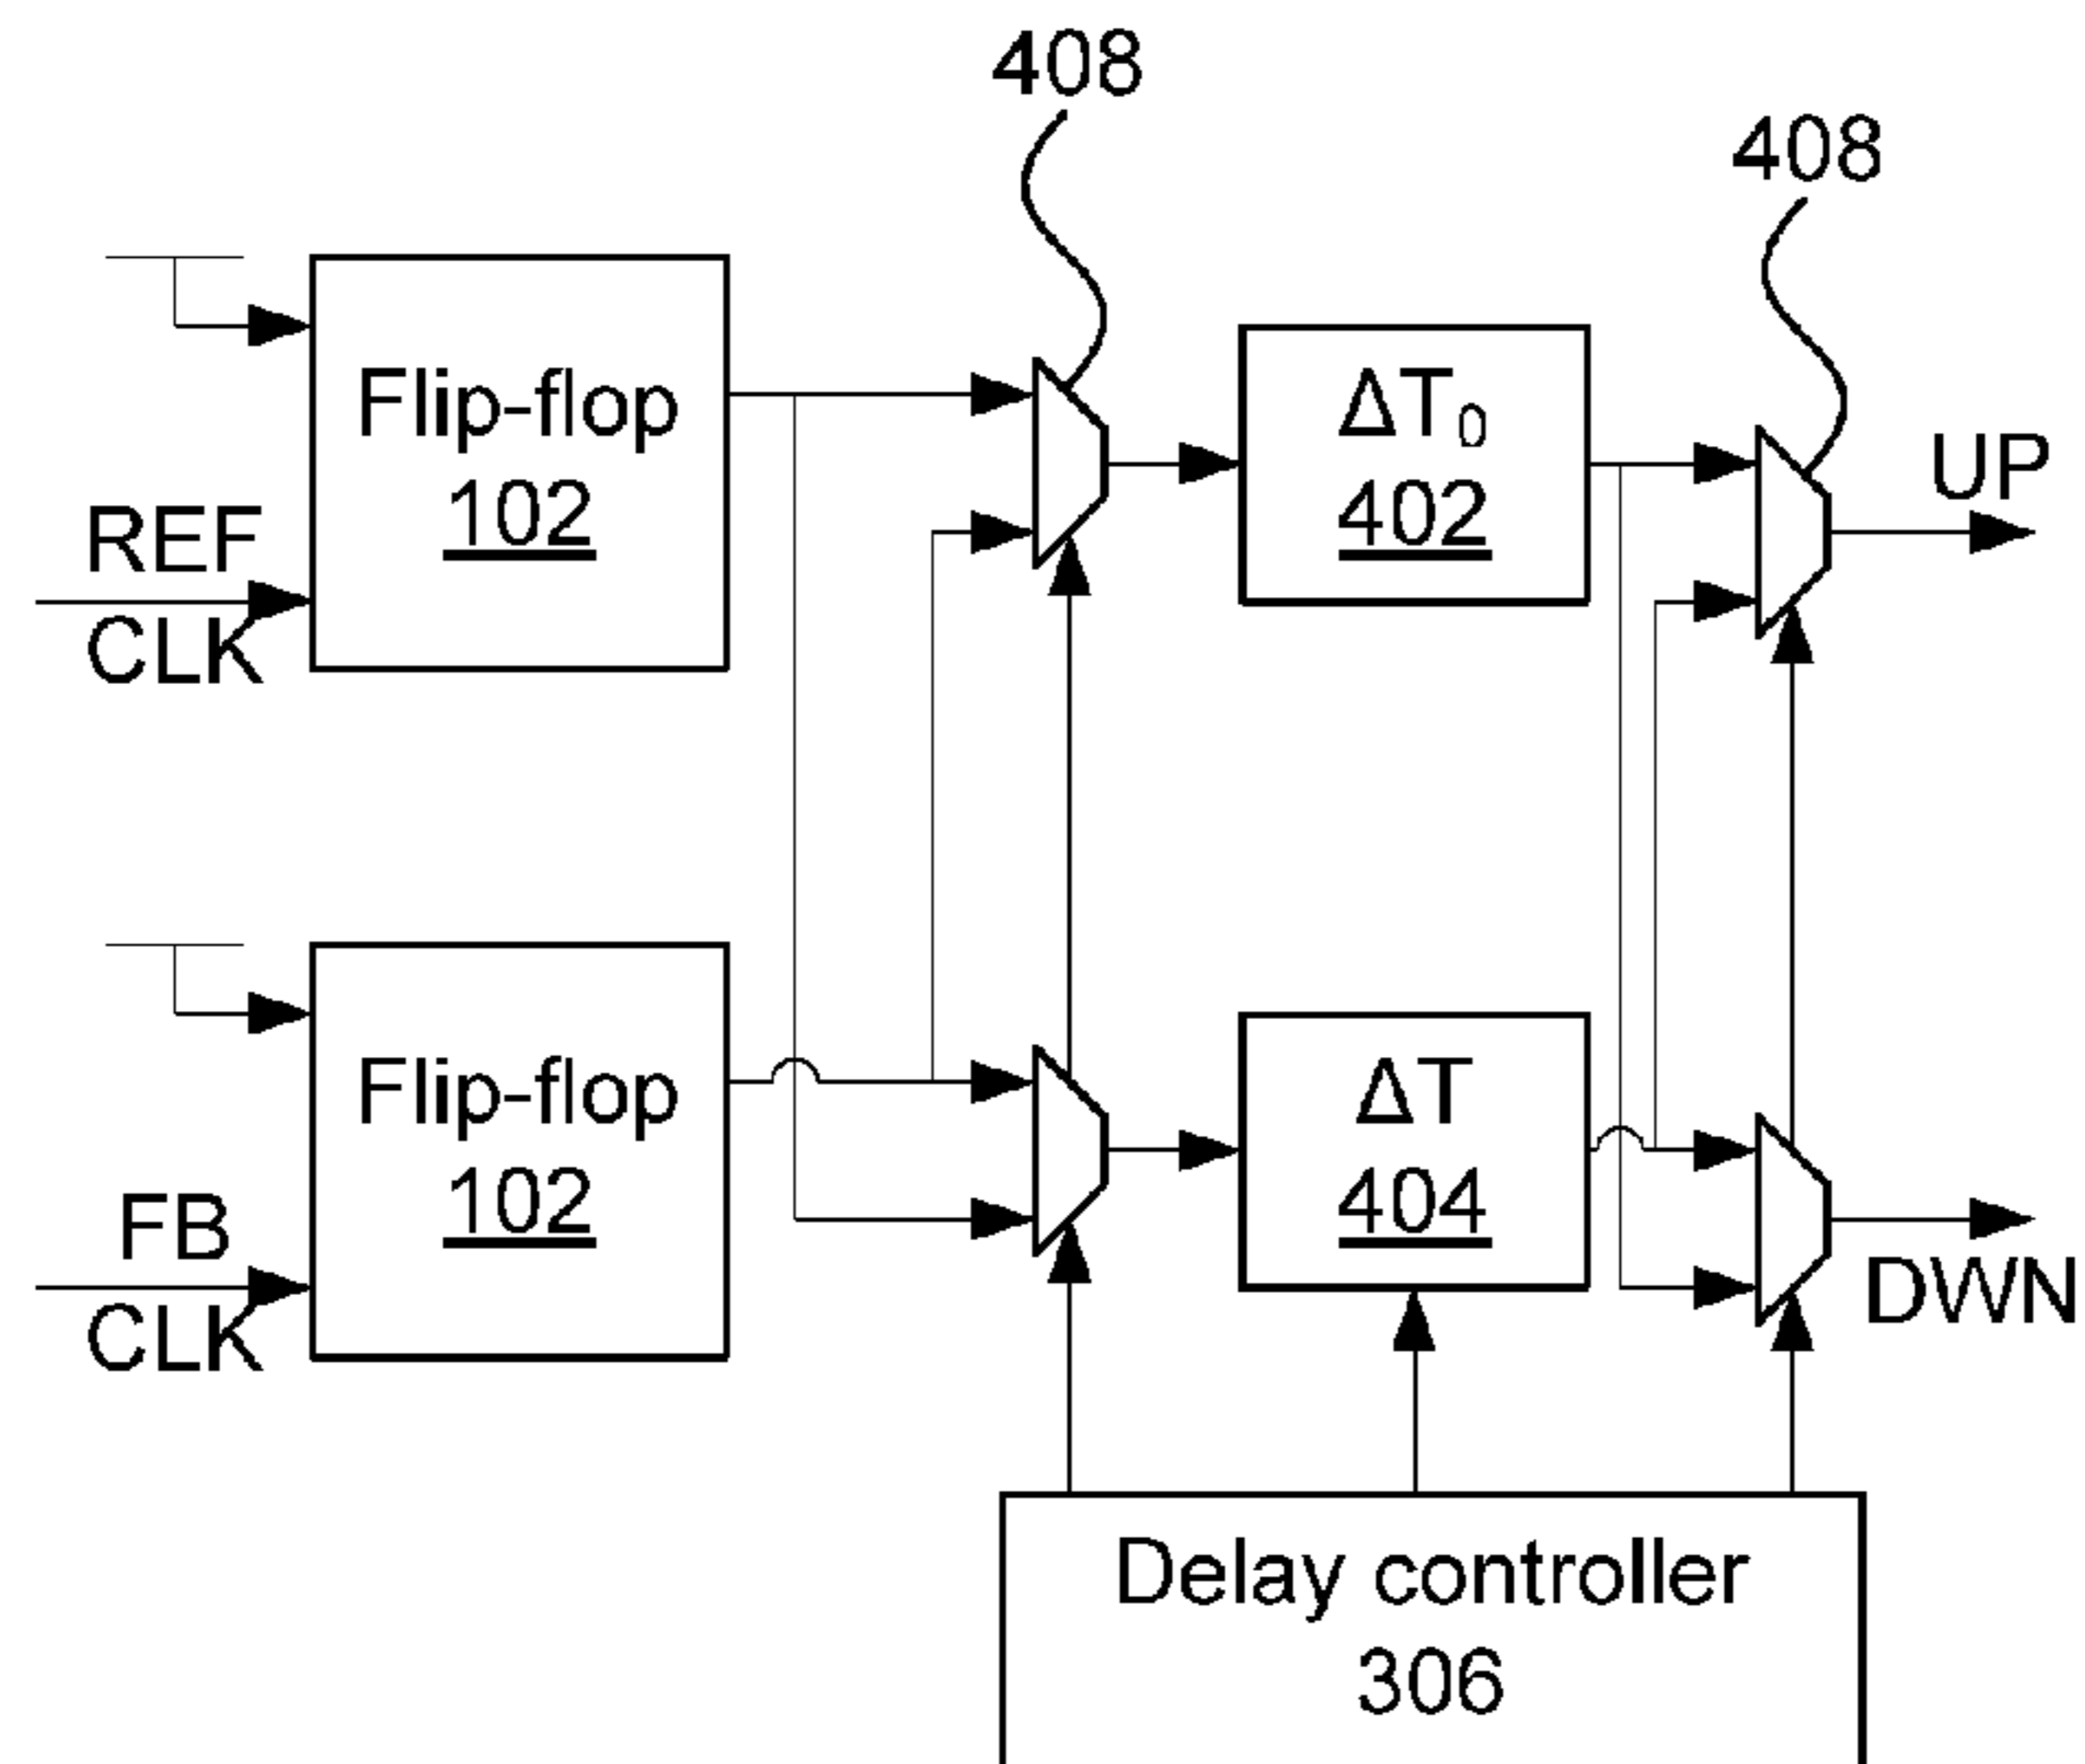 408
408
Flip-flop
102
REF
CLK
ΔT₀
402
UP
Flip-flop
102
FB
CLK
ΔT
404
DWN
Delay controller
306